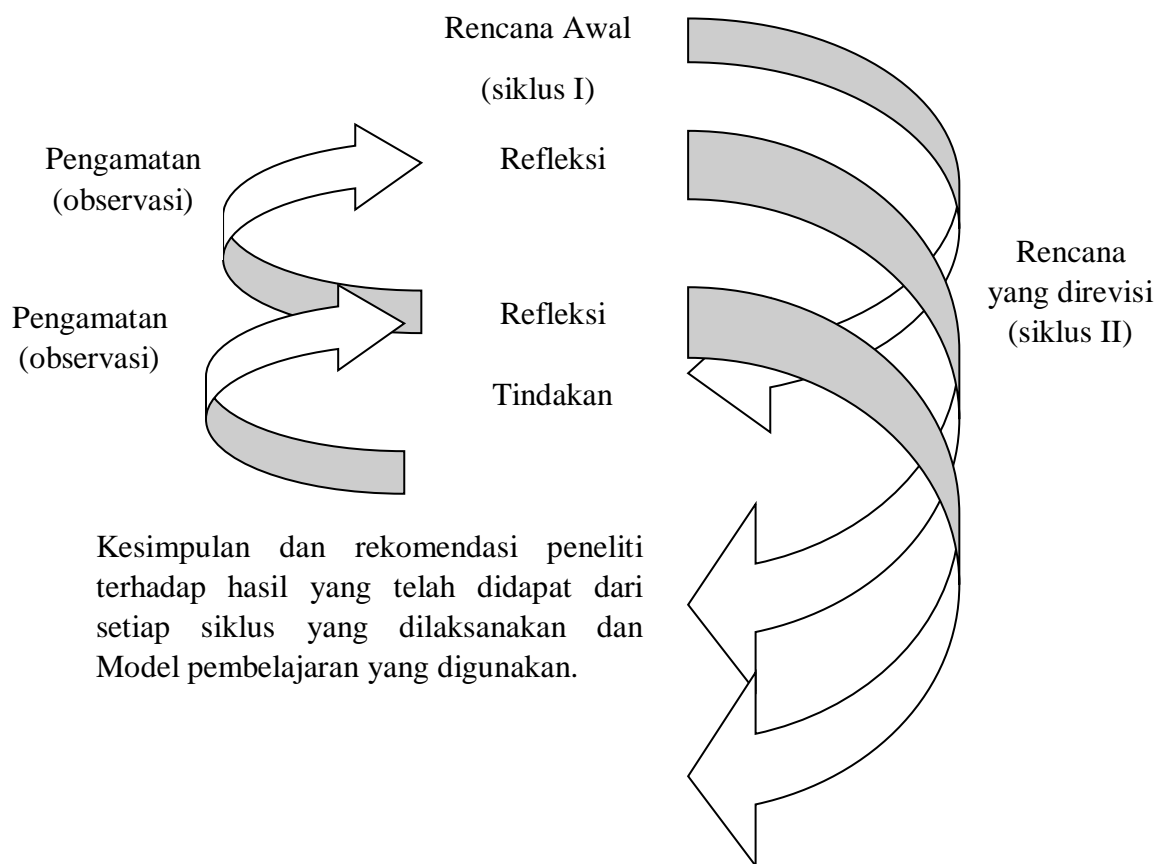 Rencana Awal
(siklus I)
Pengamatan
(observasi)
Refleksi
Rencana
yang direvisi
(siklus II)
Pengamatan
(observasi)
Refleksi
Tindakan
Kesimpulan dan rekomendasi peneliti
terhadap hasil yang telah didapat dari
setiap siklus yang dilaksanakan dan
Model pembelajaran yang digunakan.